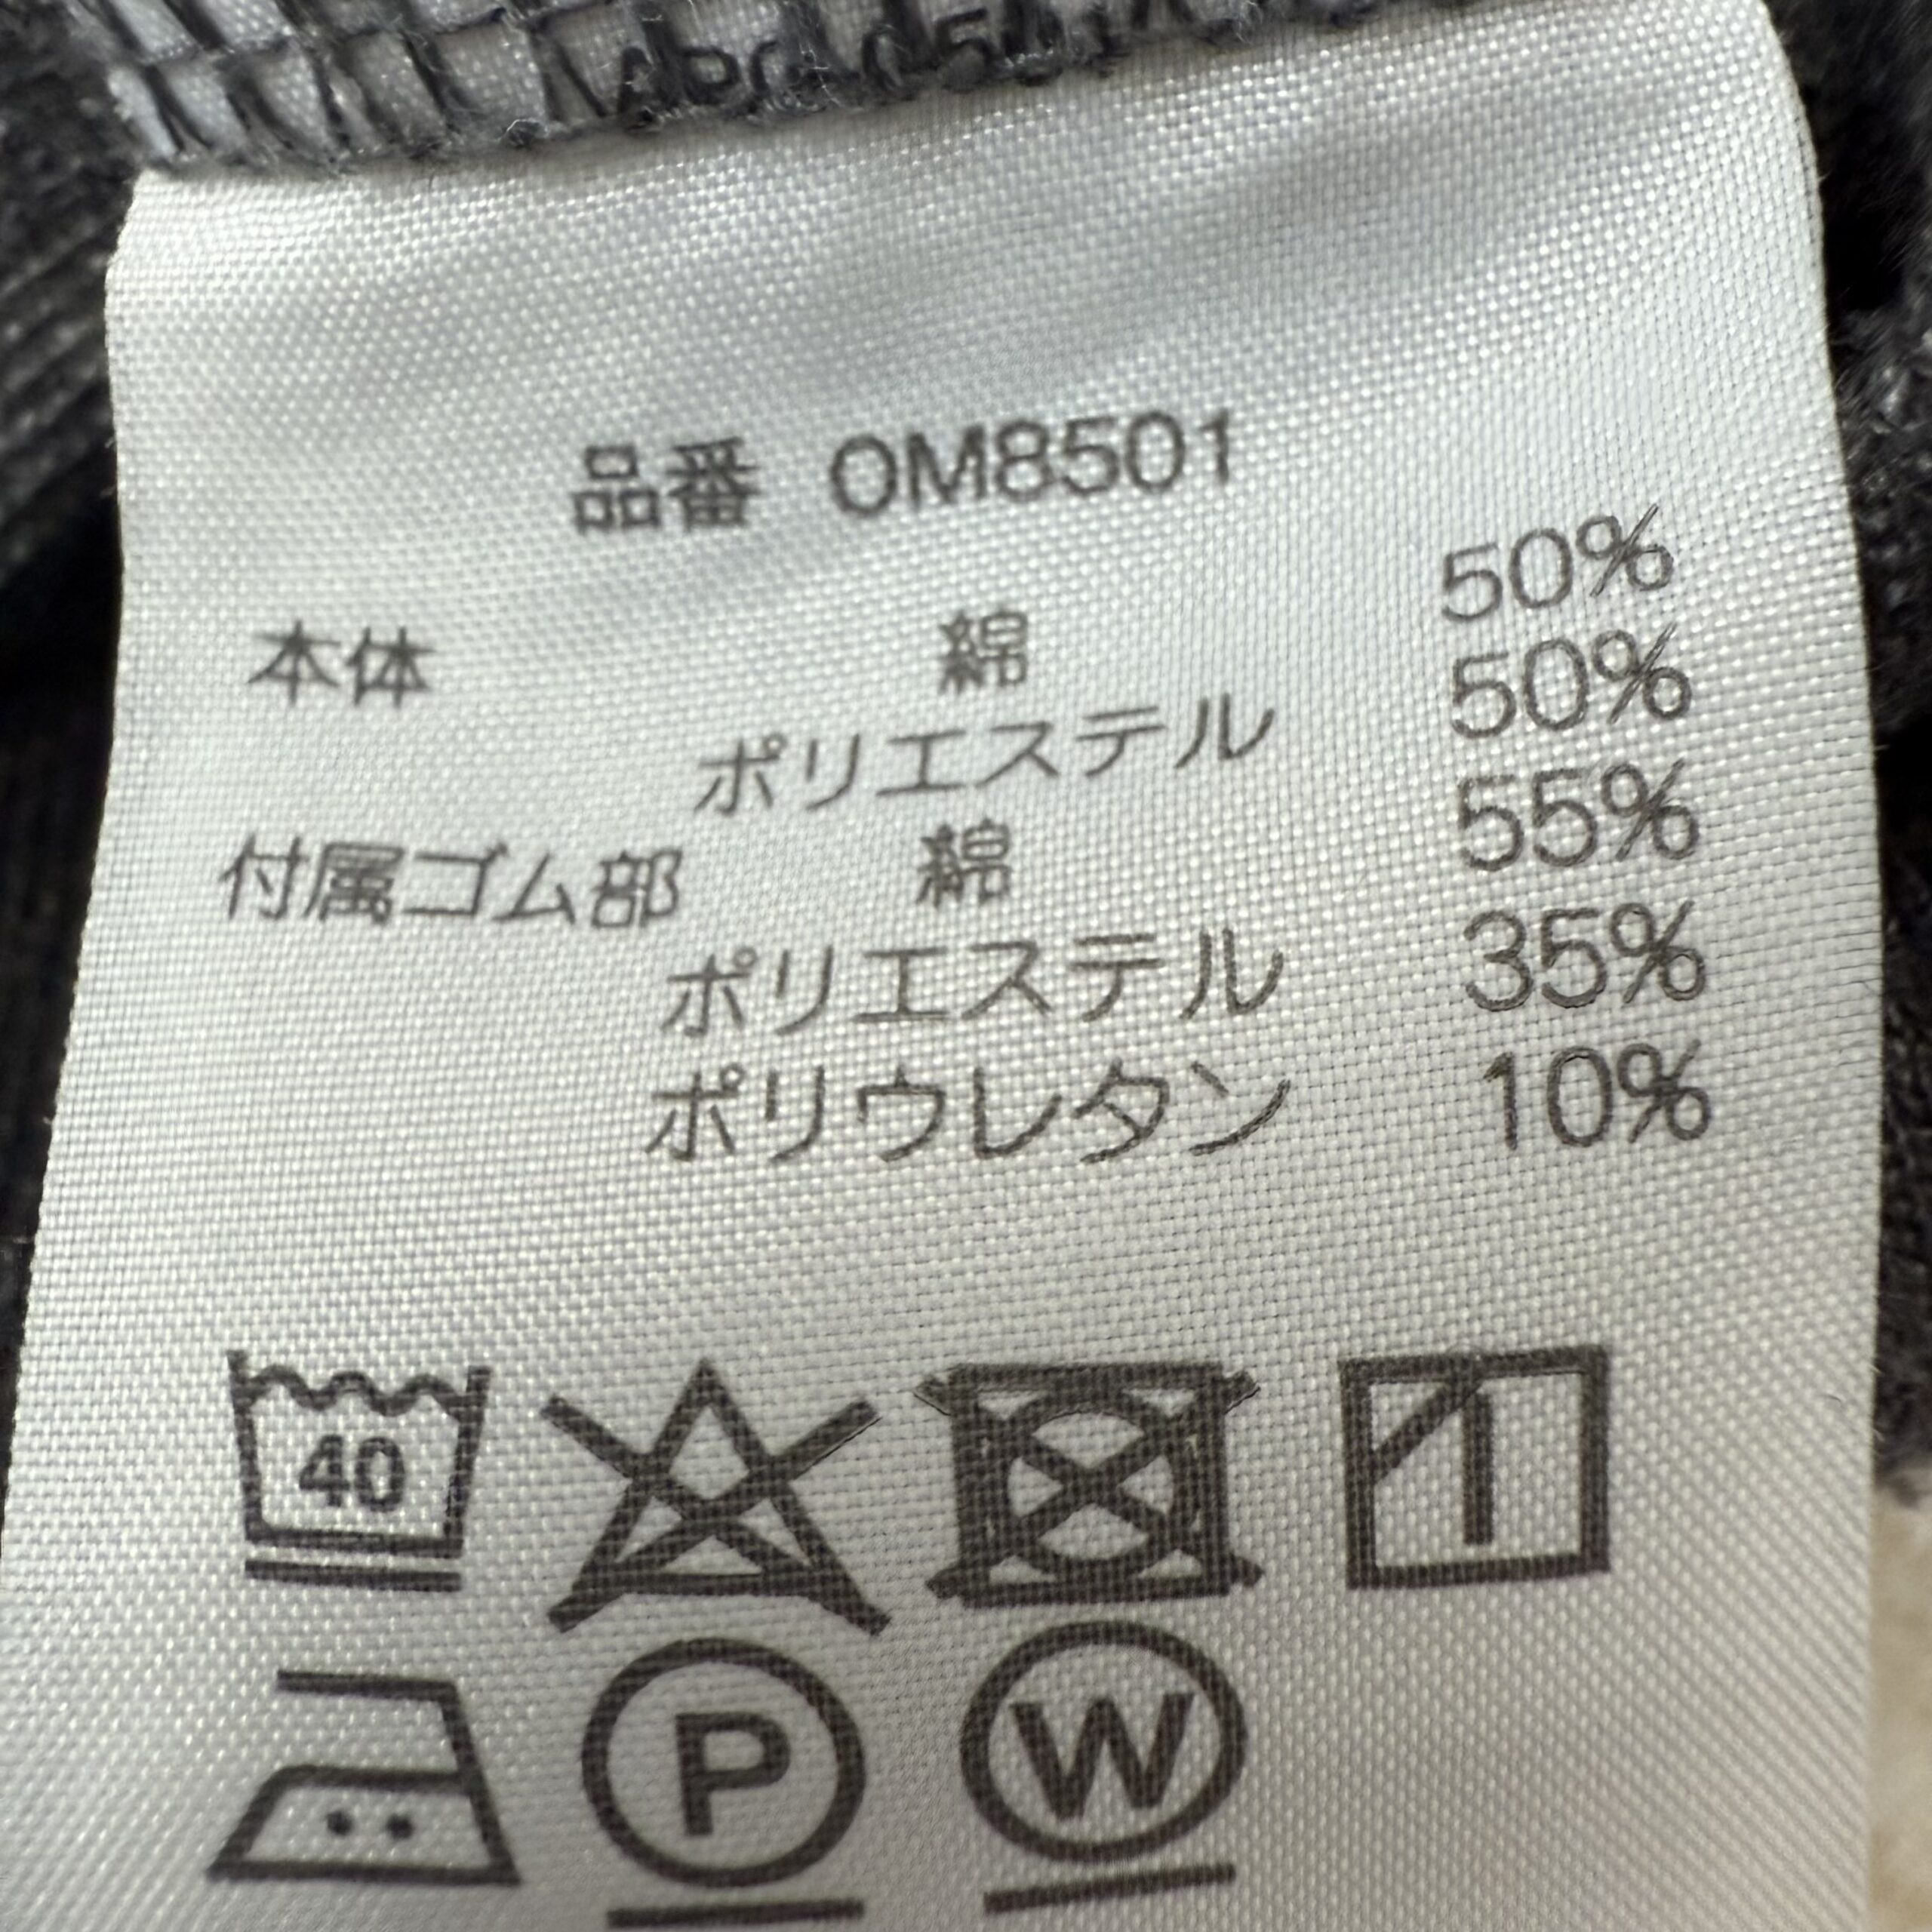 品番 OM8501
本体 綿 50%
ポリエステル 50%
付属ゴム部 綿 55%
ポリエステル 35%
ポリウレタン 10%
40
P W